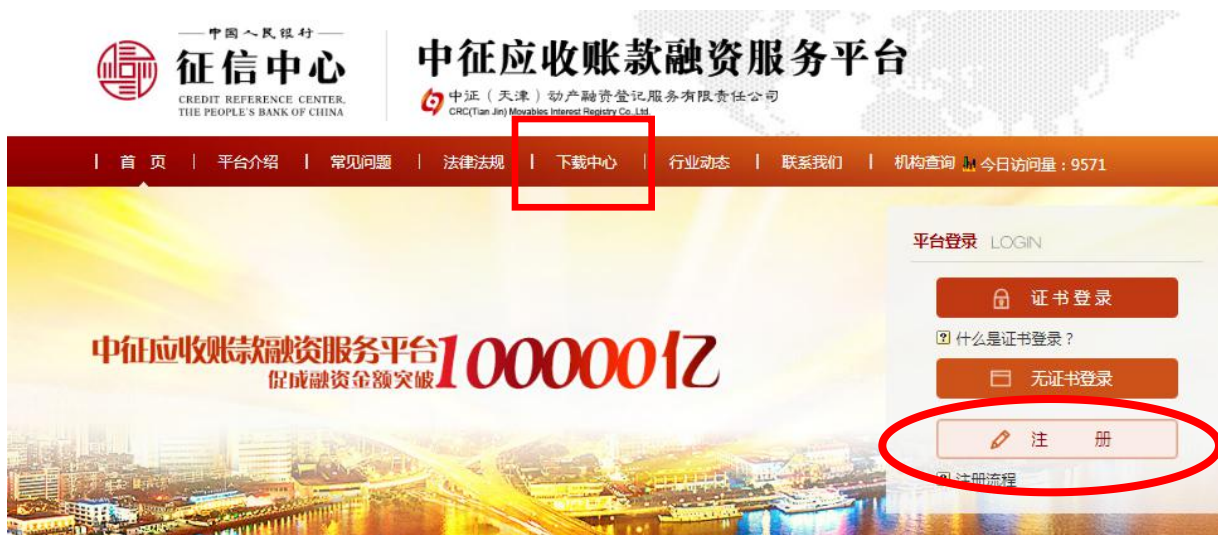 中国人民银行
征信中心
CREDIT REFERENCE CENTER,
THE PEOPLE'S BANK OF CHINA
中征应收账款融资服务平台
中征（天津）动产融资登记服务有限责任公司
CRC(Tian Jin) Movables Interest Registry Co.,Ltd.
| 首 页 | 平台介绍 | 常见问题 | 法律法规 | 下载中心 | 行业动态 | 联系我们 | 机构查询 今日访问量：9571
平台登录 LOGIN
证书登录
什么是证书登录？
无证书登录
注 册
注册流程
中征应收账款融资服务平台
促成融资金额突破100000亿